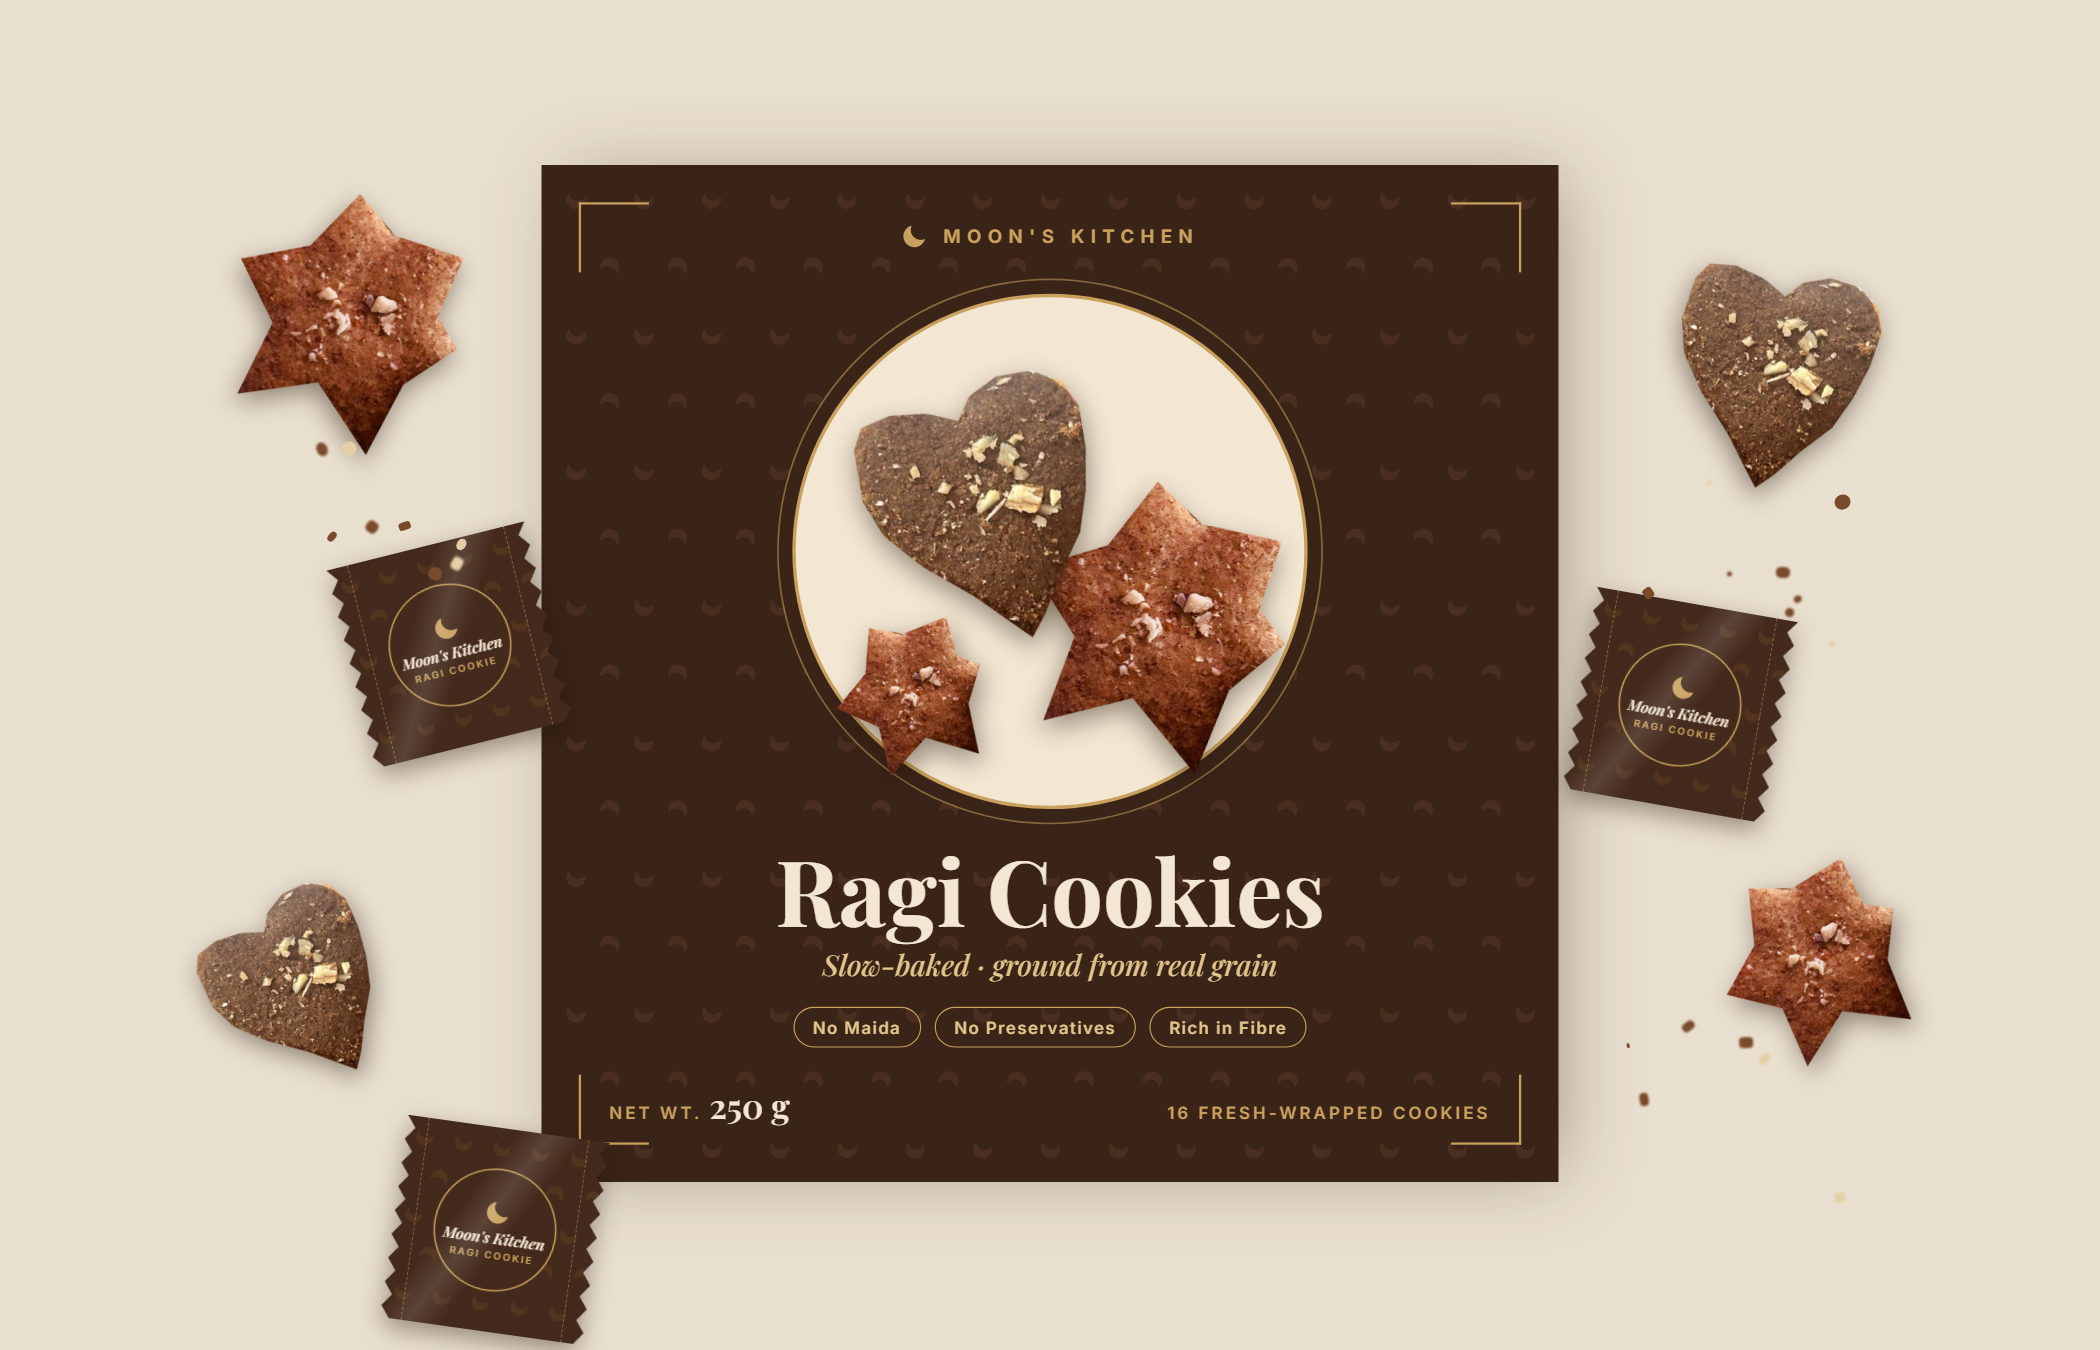 MOON'S KITCHEN
Moon's Kitchen
RAGI COOKIE
Moon's Kitchen
RAGI COOKIE
Ragi Cookies
Slow-baked · ground from real grain
No Maida
No Preservatives
Rich in Fibre
NET WT. 250 g
16 FRESH-WRAPPED COOKIES
Moon's Kitchen
RAGI COOKIE